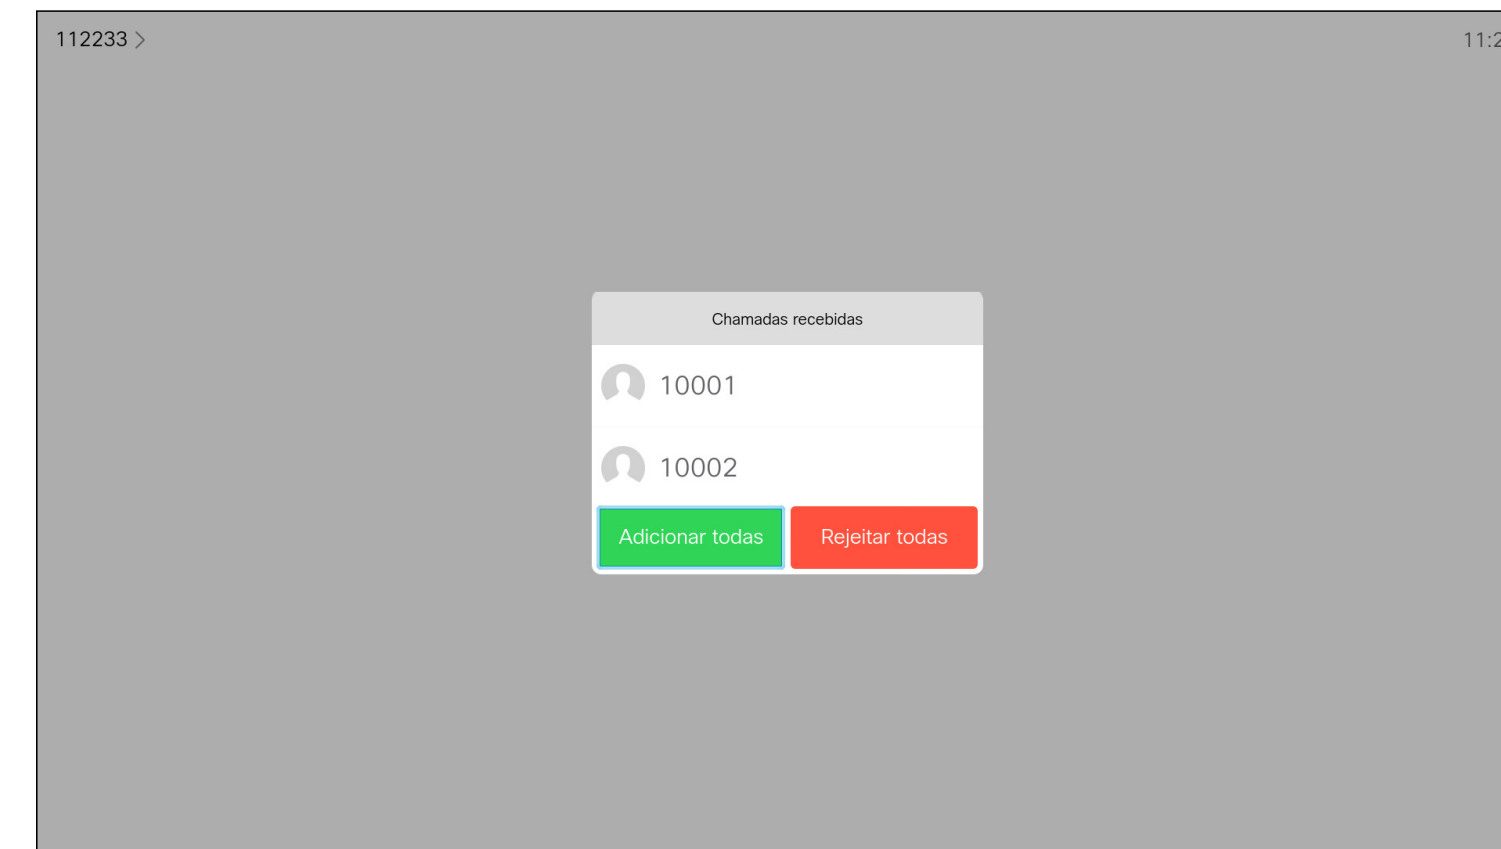 112233 >
Chamadas recebidas
10001
10002
Adicionar todas Rejeitar todas